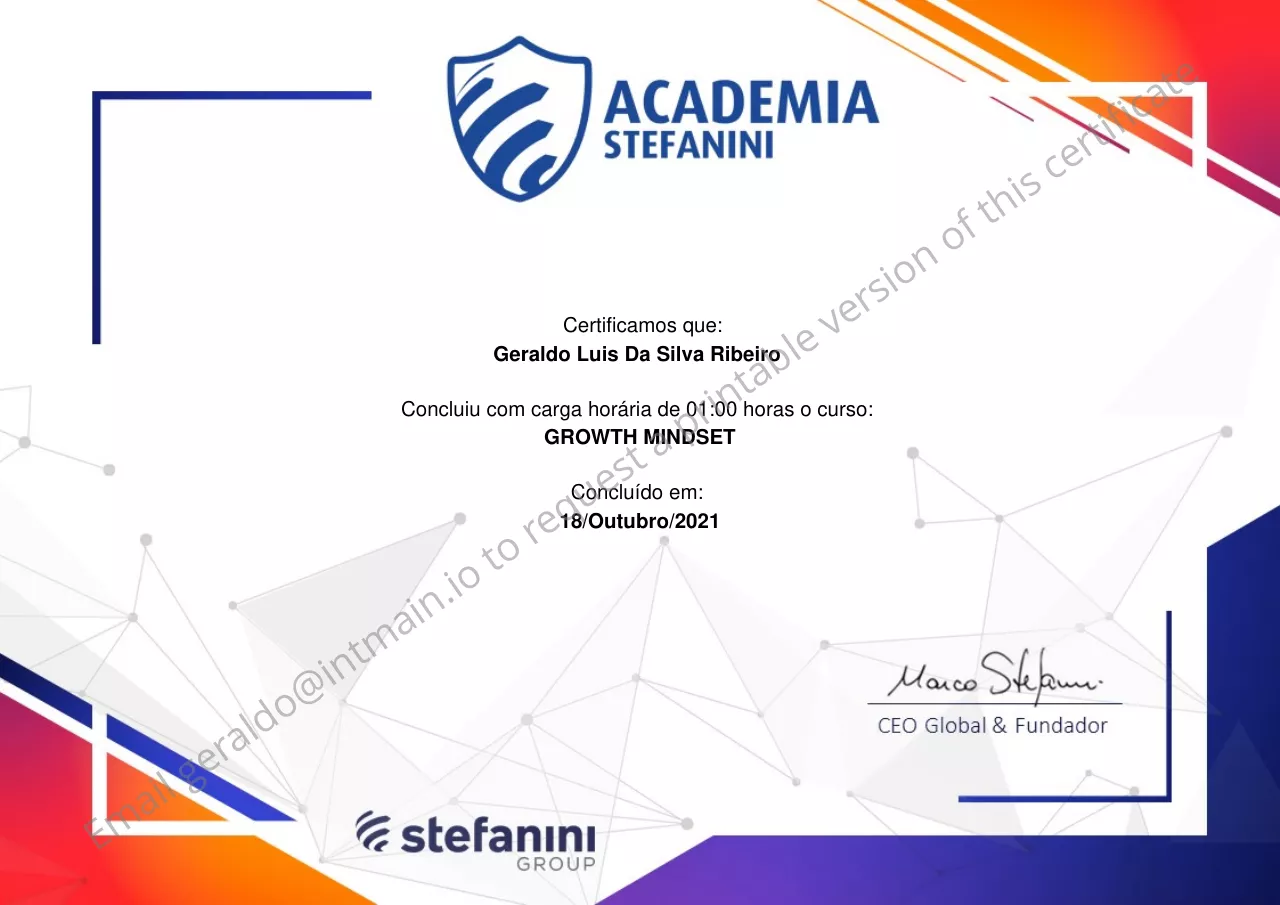 ACADEMIA
STEFANINI
Certificamos que:
Geraldo Luis Da Silva Ribeiro
Concluiu com carga horária de 01:00 horas o curso:
GROWTH MINDSET
Concluído em:
18/Outubro/2021
Email geraldo@intmain.io to request a printable version of this certificate
Marco Stefanini
CEO Global & Fundador
stefanini
GROUP